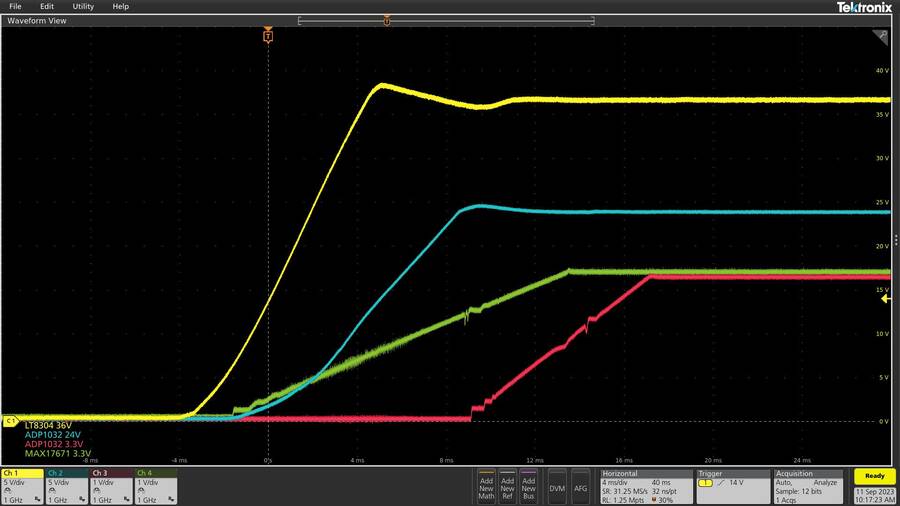 File Edit Utility Help
Tektronix
Waveform View
T
T
40 V
35 V
30 V
25 V
20 V
15 V
10 V
5 V
0 V
C 1
LT8304 36V
ADP1032 24V
ADP1032 3.3V
MAX17671 3.3V
-8 ms -4 ms 0 s 4 ms 8 ms 12 ms 16 ms 20 ms 24 ms
Ch 1 Ch 2 Ch 3 Ch 4
5 V/div 5 V/div 1 V/div 1 V/div
1 GHz 1 GHz 1 GHz 1 GHz
Add New Math
Add New Ref
Add New Bus
DVM
AFG
Horizontal
4 ms/div 40 ms
SR: 31.25 MS/s 32 ns/pt
RL: 1.25 Mpts 30%
Trigger
1 14 V
Acquisition
Auto, Analyze
Sample: 12 bits
1 Acqs
Ready
11 Sep 2023
10:17:23 AM